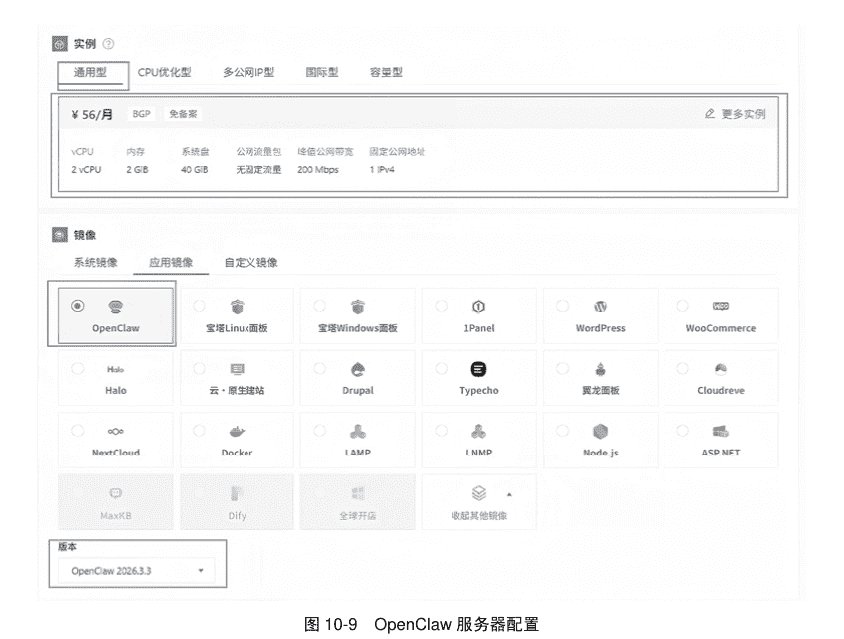 实例 ?
通用型 CPU优化型 多公网IP型 国际型 容量型
¥ 56/月 BGP 免备案 更多实例
vCPU 内存 系统盘 公网流量包 峰值公网带宽 固定公网地址
2 vCPU 2 GiB 40 GiB 无固定流量 200 Mbps 1 IPv4
镜像
系统镜像 应用镜像 自定义镜像
OpenClaw 宝塔Linux面板 宝塔Windows面板 1Panel WordPress WooCommerce
Halo
Halo 云·原生建站 Drupal Typecho 翼龙面板 Cloudreve
NextCloud Docker LAMP LNMP Node.js ASP.NET
MaxKB Dify 全球开店 收起其他镜像
版本
OpenClaw 2026.3.3
图 10-9 OpenClaw 服务器配置